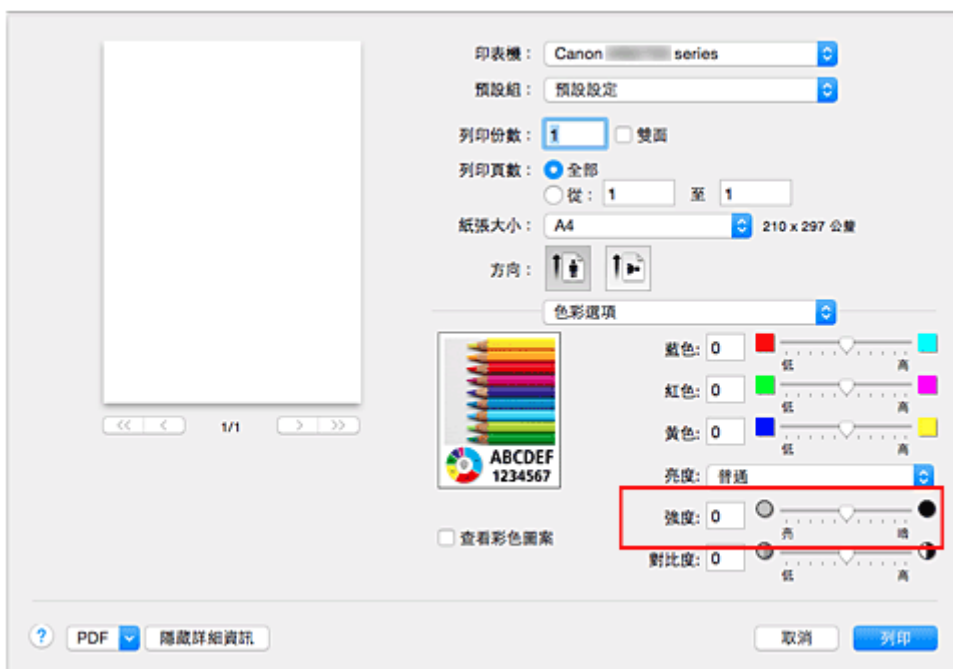 印表機： Canon series
預設組： 預設設定
列印份數： 1 雙面
列印頁數： 全部
從： 1 至 1
紙張大小： A4 210 x 297 公釐
方向：
色彩選項
藍色: 0
低 高
紅色: 0
低 高
黃色: 0
低 高
亮度: 普通
強度: 0
亮 暗
對比度: 0
低 高
ABCDEF
1234567
查看彩色圖案
<< < 1/1 > >>
? PDF 隱藏詳細資訊 取消 列印